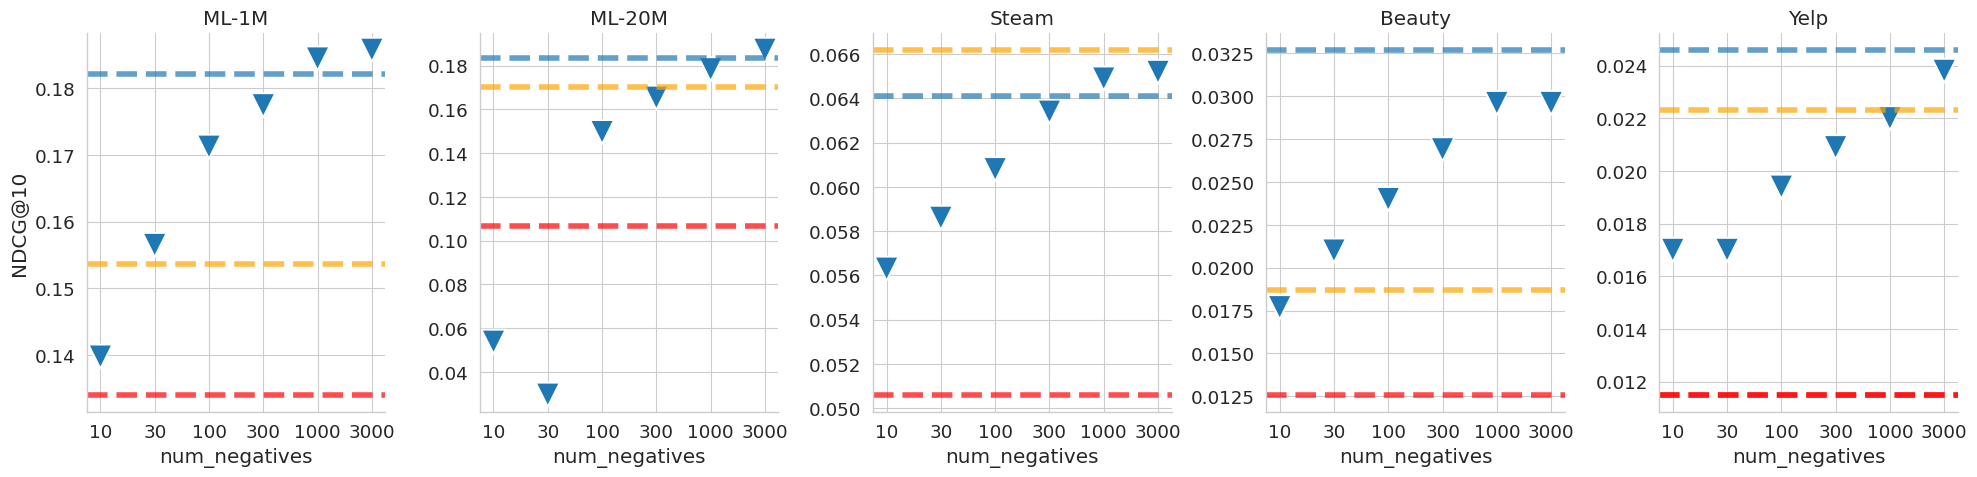 ML-1M
ML-20M
Steam
Beauty
Yelp
NDCG@10
0.18
0.17
0.16
0.15
0.14
10 30 100 300 1000 3000
num_negatives
0.18
0.16
0.14
0.12
0.10
0.08
0.06
0.04
10 30 100 300 1000 3000
num_negatives
0.066
0.064
0.062
0.060
0.058
0.056
0.054
0.052
0.050
10 30 100 300 1000 3000
num_negatives
0.0325
0.0300
0.0275
0.0250
0.0225
0.0200
0.0175
0.0150
0.0125
10 30 100 300 1000 3000
num_negatives
0.024
0.022
0.020
0.018
0.016
0.014
0.012
10 30 100 300 1000 3000
num_negatives